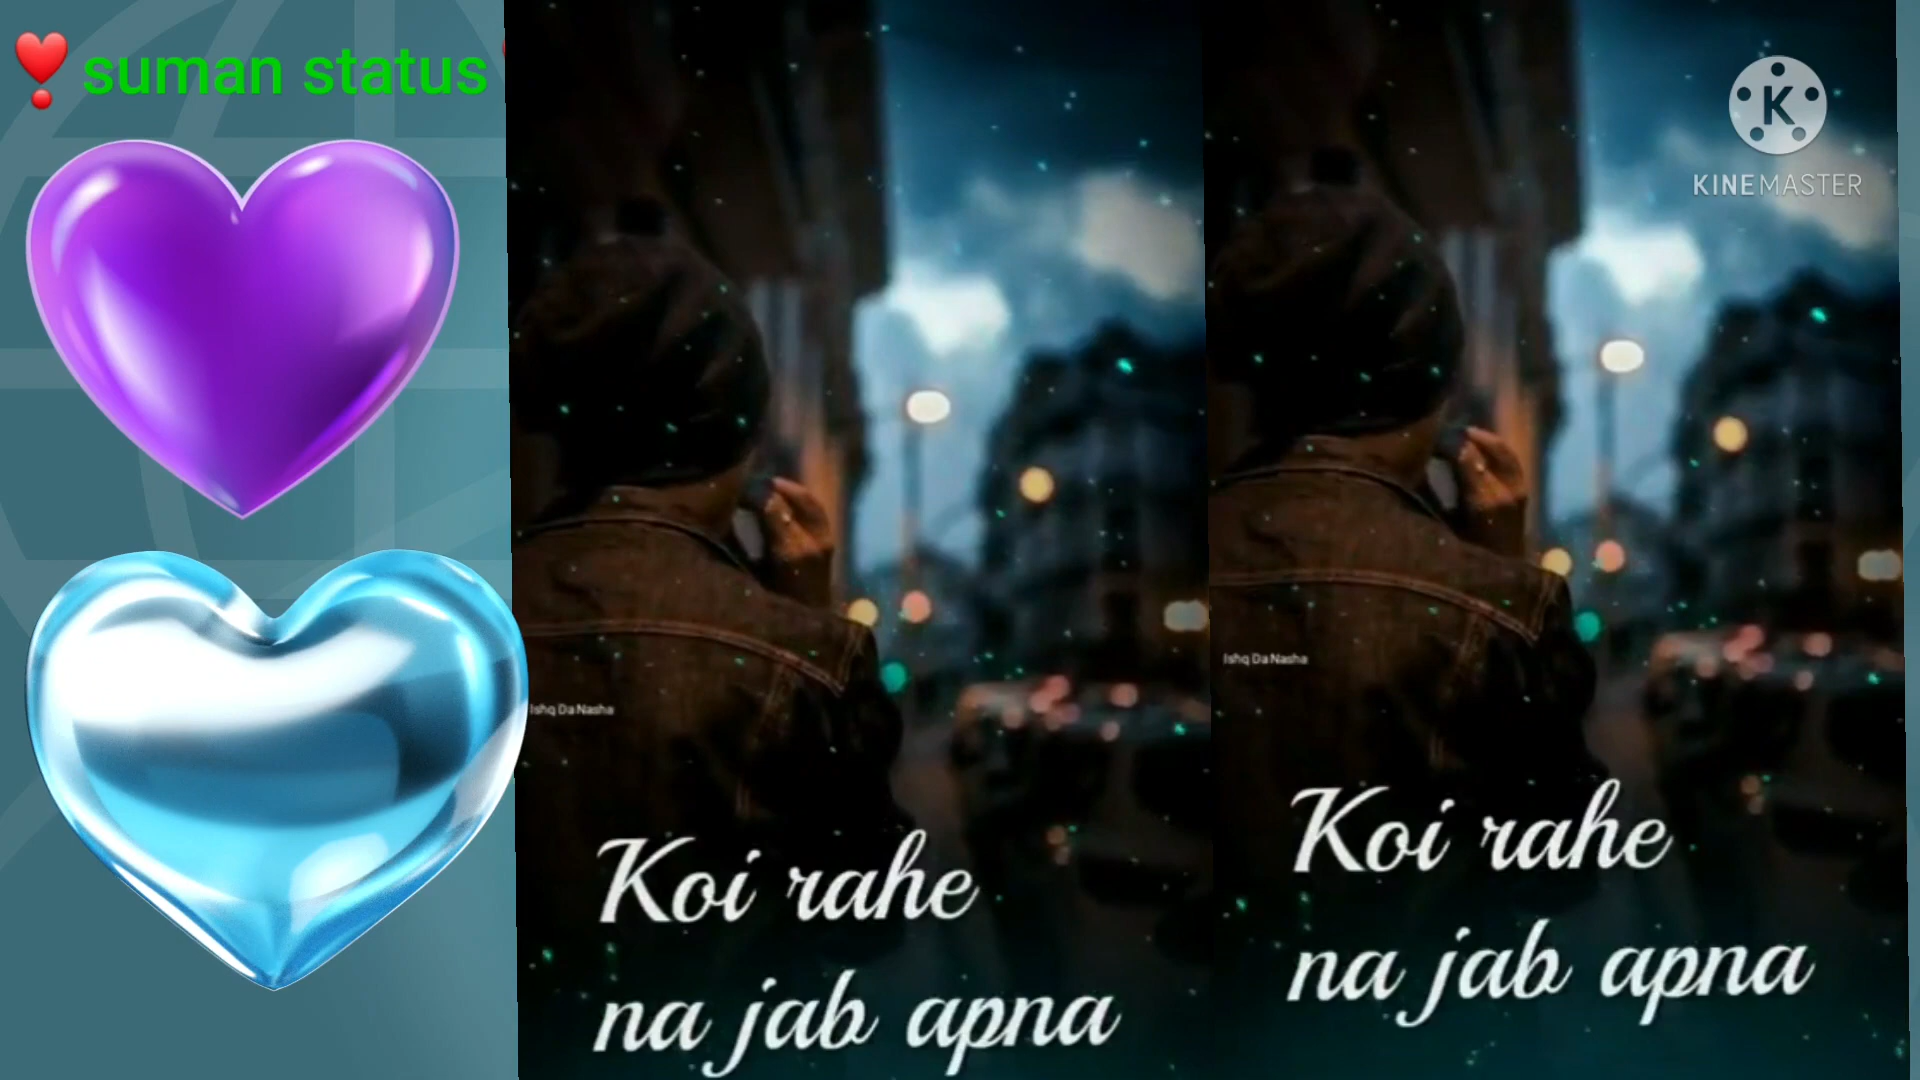 suman status
Ishq Da Nasha
Koi rahe
na jab apna
KINEMASTER
Ishq Da Nasha
Koi rahe
na jab apna